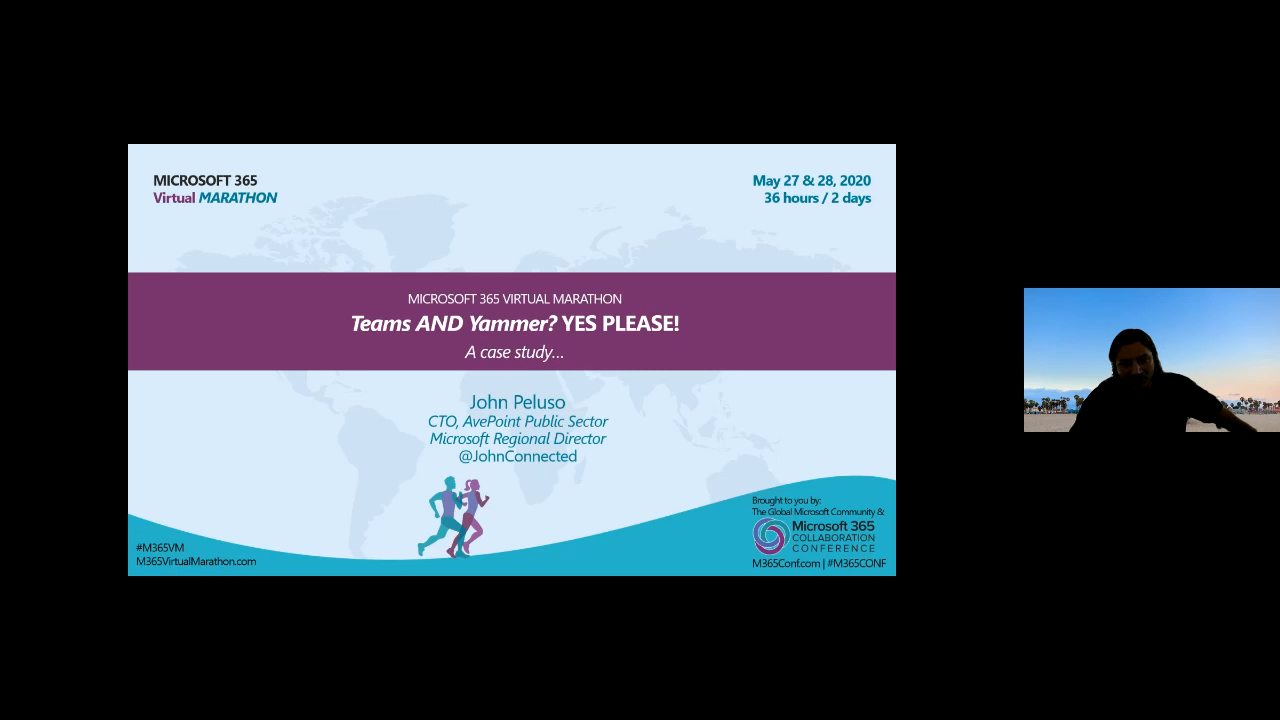 MICROSOFT 365
Virtual MARATHON
May 27 & 28, 2020
36 hours / 2 days
MICROSOFT 365 VIRTUAL MARATHON
Teams AND Yammer? YES PLEASE!
A case study...
John Peluso
CTO, AvePoint Public Sector
Microsoft Regional Director
@JohnConnected
#M365VM
M365VirtualMarathon.com
Brought to you by:
The Global Microsoft Community &
Microsoft 365
COLLABORATION
CONFERENCE
M365Conf.com | #M365CONF